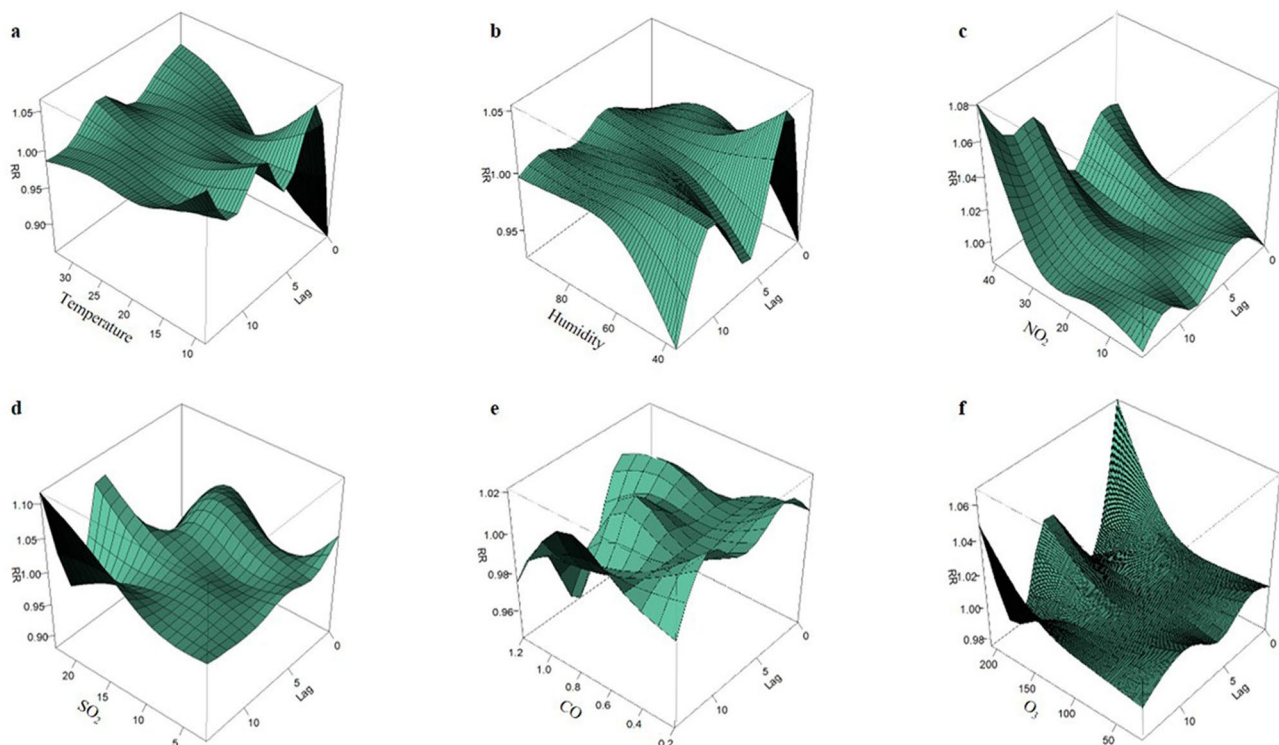 a
1.05
1.00
0.95
0.90
RR
30
25
20
15
10
Temperature
10
5
0
Lag
b
1.05
1.00
0.95
RR
80
60
40
Humidity
10
5
0
Lag
c
1.08
1.06
1.04
1.02
1.00
RR
40
30
20
10
NO₂
10
5
0
Lag
d
1.10
1.05
1.00
0.95
0.90
RR
20
15
10
5
SO₂
10
5
0
Lag
e
1.02
1.00
0.98
0.96
RR
1.2
1.0
0.8
0.6
0.4
0.2
CO
10
5
0
Lag
f
1.06
1.04
1.02
1.00
0.98
RR
200
150
100
50
O₃
10
5
0
Lag